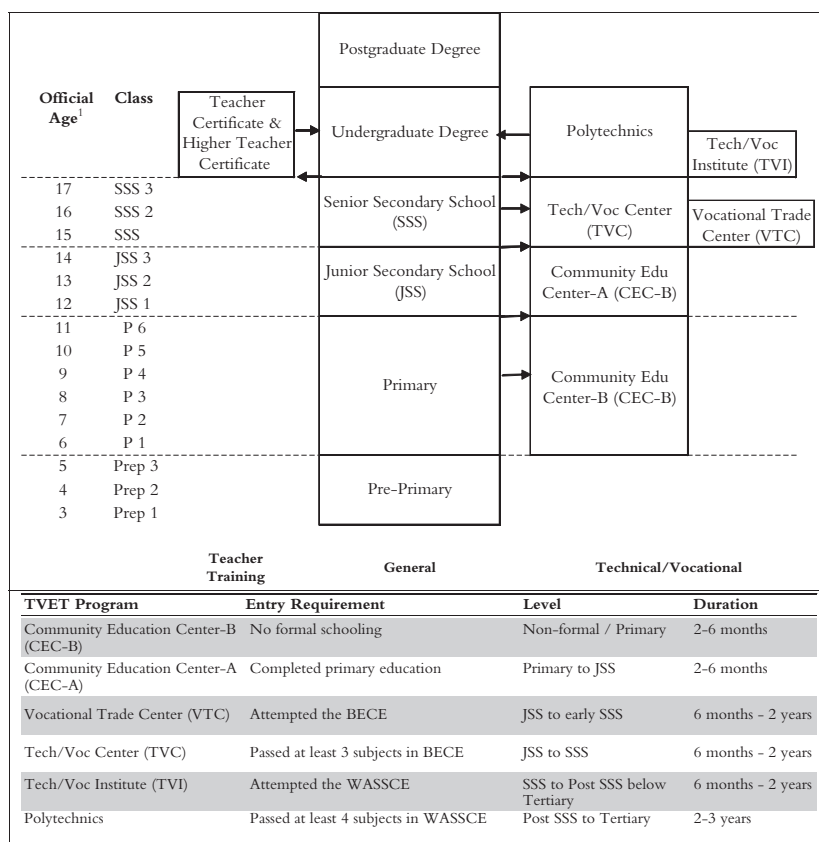 Postgraduate Degree
Official
Age1
Class
Teacher
Certificate &
Higher Teacher
Certificate
Undergraduate Degree
Polytechnics
Tech/Voc
Institute (TVI)
17 SSS 3
16 SSS 2
15 SSS
Senior Secondary School
(SSS)
Tech/Voc Center
(TVC)
Vocational Trade
Center (VTC)
14 JSS 3
13 JSS 2
12 JSS 1
Junior Secondary School
(JSS)
Community Edu
Center-A (CEC-B)
11 P 6
10 P 5
9 P 4
8 P 3
7 P 2
6 P 1
Primary
Community Edu
Center-B (CEC-B)
5 Prep 3
4 Prep 2
3 Prep 1
Pre-Primary
Teacher
Training
General
Technical/Vocational
TVET Program Entry Requirement Level Duration
Community Education Center-B No formal schooling Non-formal / Primary 2-6 months
(CEC-B)
Community Education Center-A Completed primary education Primary to JSS 2-6 months
(CEC-A)
Vocational Trade Center (VTC) Attempted the BECE JSS to early SSS 6 months - 2 years
Tech/Voc Center (TVC) Passed at least 3 subjects in BECE JSS to SSS 6 months - 2 years
Tech/Voc Institute (TVI) Attempted the WASSCE SSS to Post SSS below 6 months - 2 years
Tertiary
Polytechnics Passed at least 4 subjects in WASSCE Post SSS to Tertiary 2-3 years